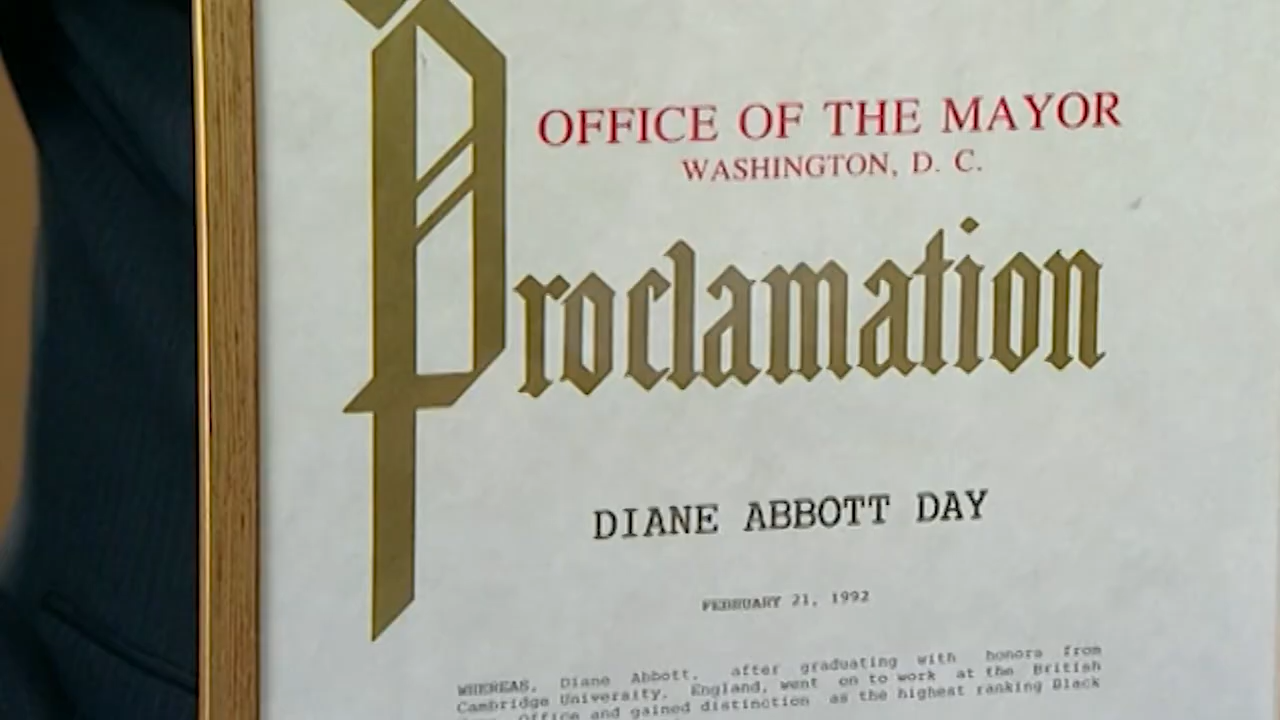 OFFICE OF THE MAYOR
WASHINGTON, D. C.
Proclamation
DIANE ABBOTT DAY
FEBRUARY 21, 1992
WHEREAS, Diane Abbott, after graduating with honors from
Cambridge University, England, went on to work at the British
Office and gained distinction as the highest ranking Black